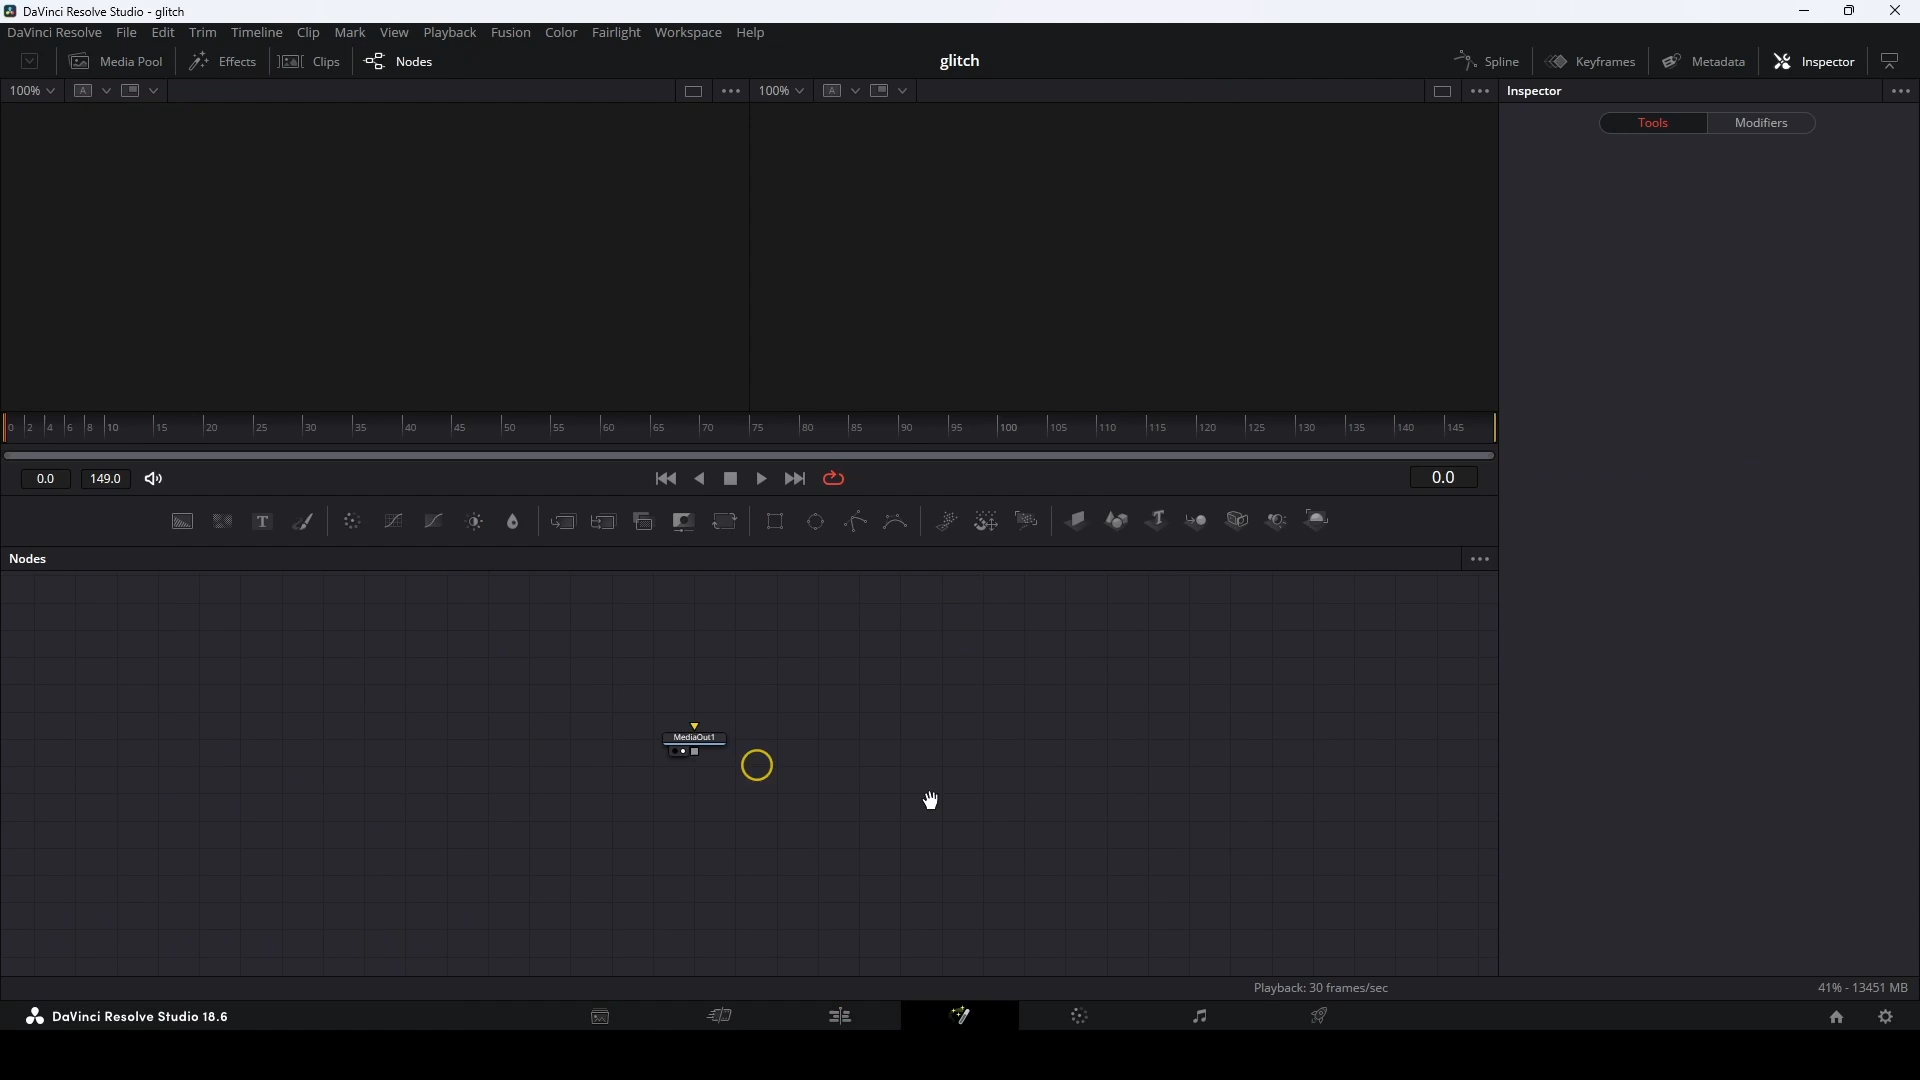 DaVinci Resolve Studio - glitch
DaVinci Resolve File Edit Trim Timeline Clip Mark View Playback Fusion Color Fairlight Workspace Help
Media Pool Effects Clips Nodes glitch Spline Keyframes Metadata Inspector
100% A 100% A Inspector
Tools Modifiers
0 2 4 6 8 10 15 20 25 30 35 40 45 50 55 60 65 70 75 80 85 90 95 100 105 110 115 120 125 130 135 140 145
0.0 149.0 0.0
T T
Nodes
MediaOut1
Playback: 30 frames/sec 41% - 13451 MB
DaVinci Resolve Studio 18.6